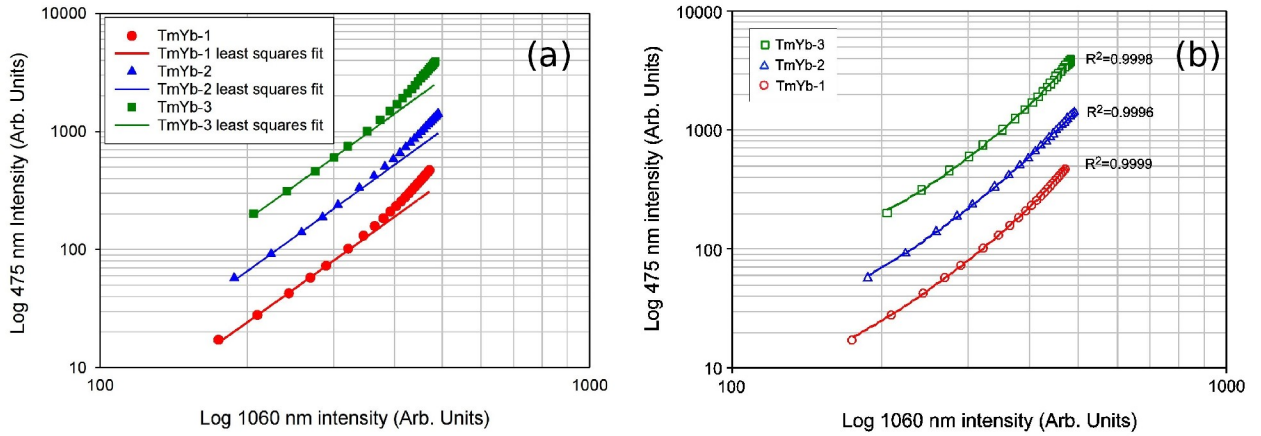 10000
1000
100
10
100
1000
Log 475 nm Intensity (Arb. Units)
Log 1060 nm intensity (Arb. Units)
TmYb-1
TmYb-1 least squares fit
TmYb-2
TmYb-2 least squares fit
TmYb-3
TmYb-3 least squares fit
(a)
10000
1000
100
10
100
1000
Log 475 nm intensity (Arb. Units)
Log 1060 nm intensity (Arb. Units)
TmYb-3
TmYb-2
TmYb-1
R²=0.9998
R²=0.9996
R²=0.9999
(b)